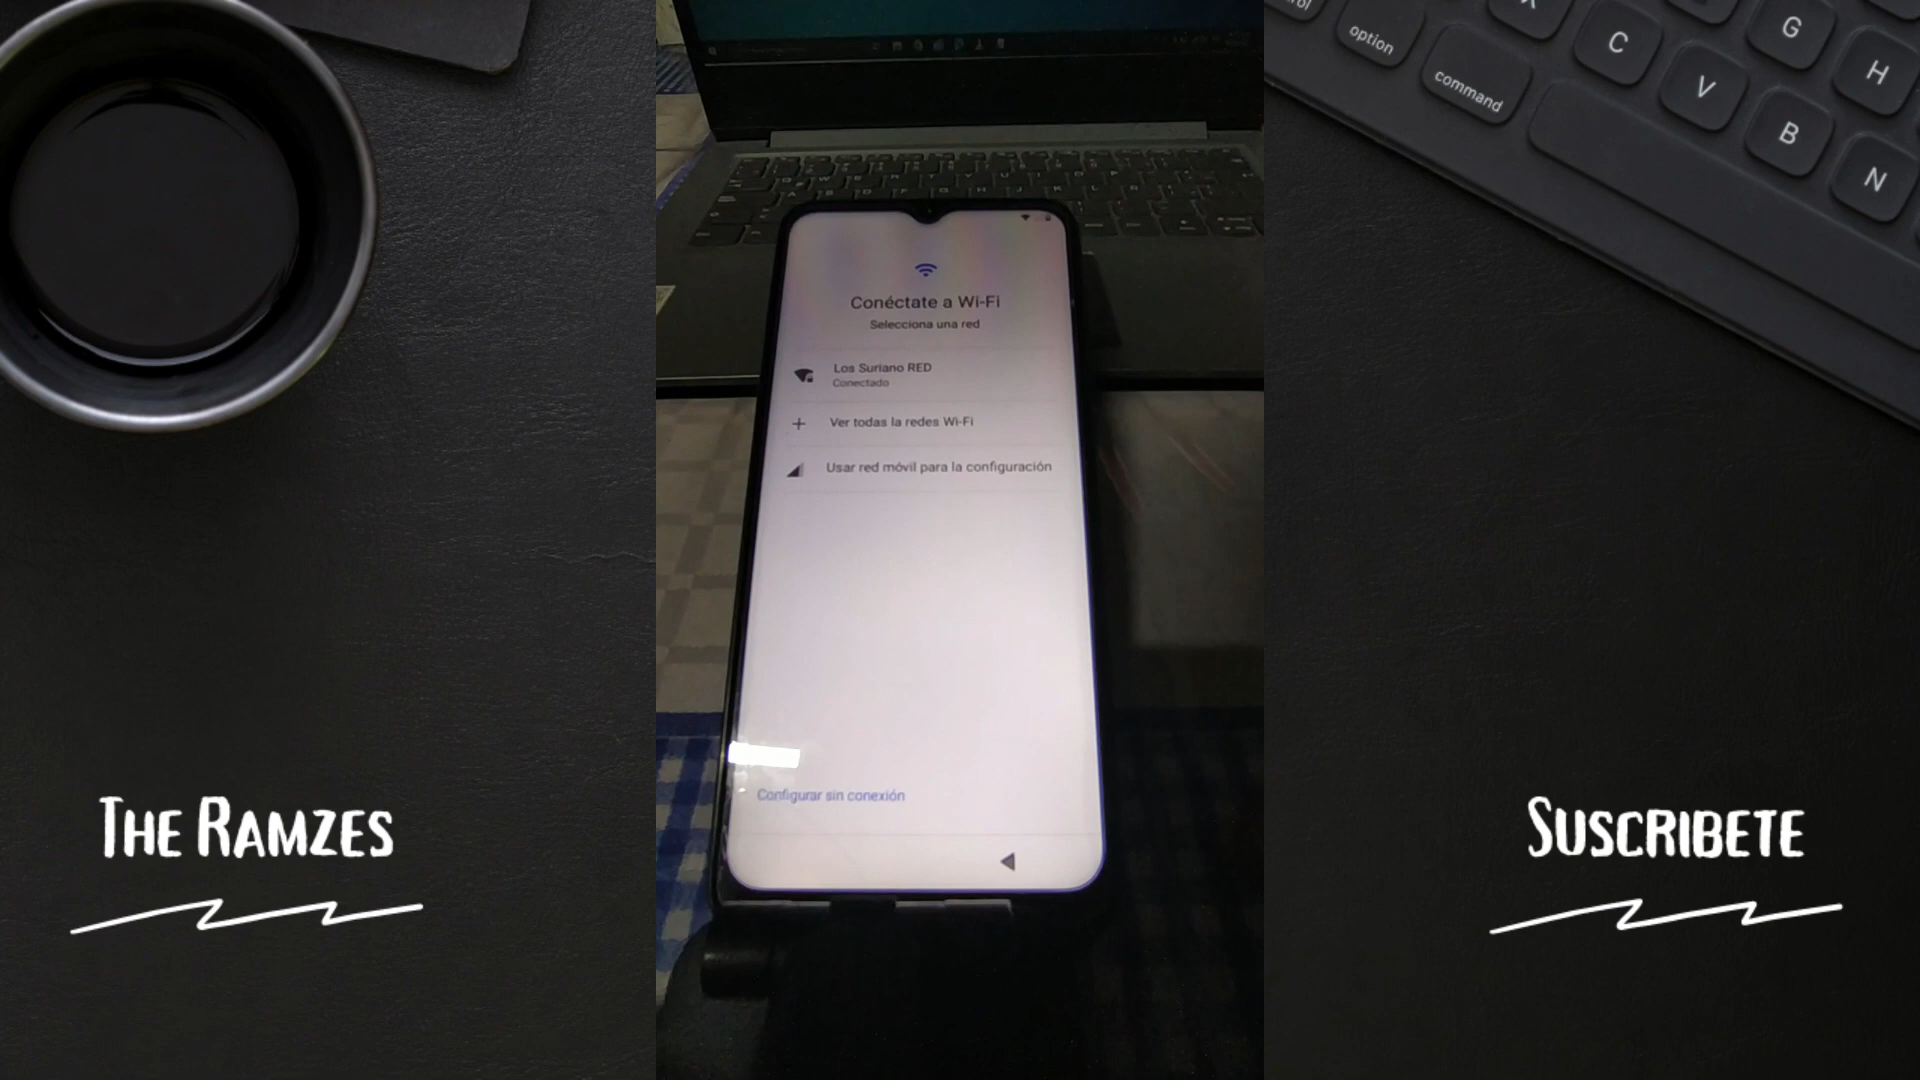 option
command
C
V
B
G
H
N
Conéctate a Wi-Fi
Selecciona una red
Los Suriano RED
Conectado
Ver todas la redes Wi-Fi
Usar red móvil para la configuración
Configurar sin conexión
The Ramzes
Suscribete